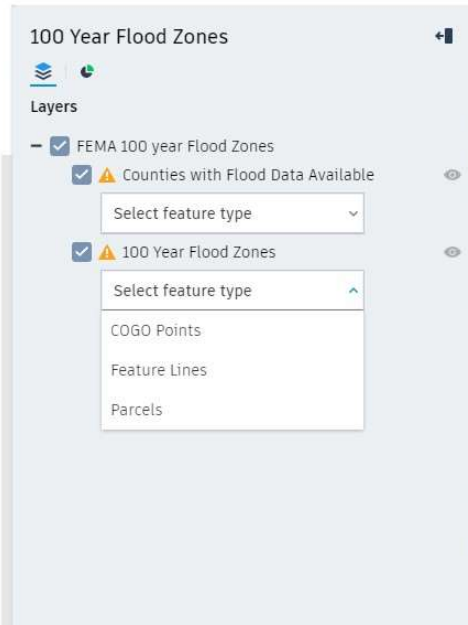 100 Year Flood Zones
Layers
FEMA 100 year Flood Zones
Counties with Flood Data Available
Select feature type
100 Year Flood Zones
Select feature type
COGO Points
Feature Lines
Parcels